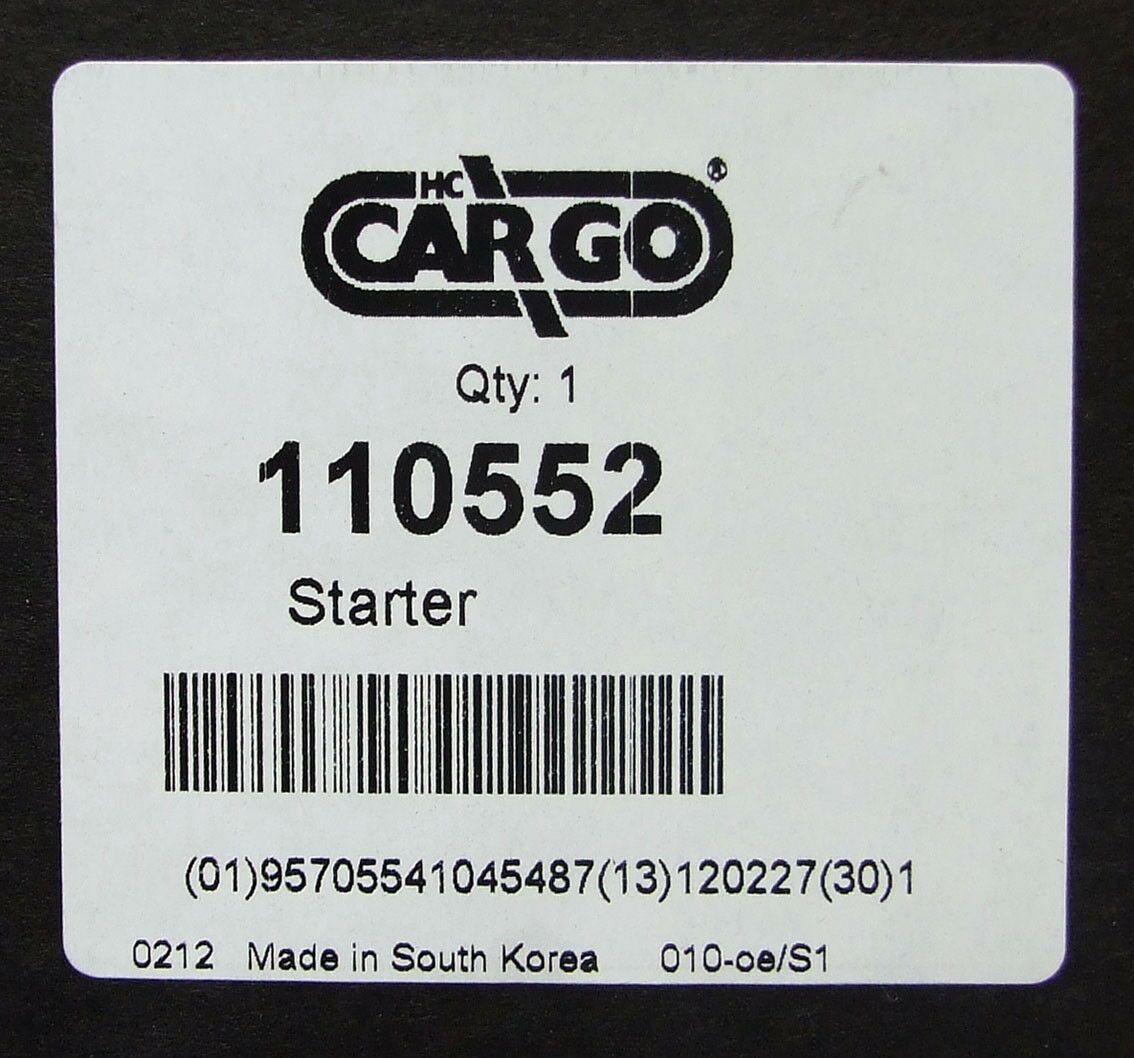 HC
CARGO®
Qty: 1
110552
Starter
(01)95705541045487(13)120227(30)1
0212 Made in South Korea 010-oe/S1